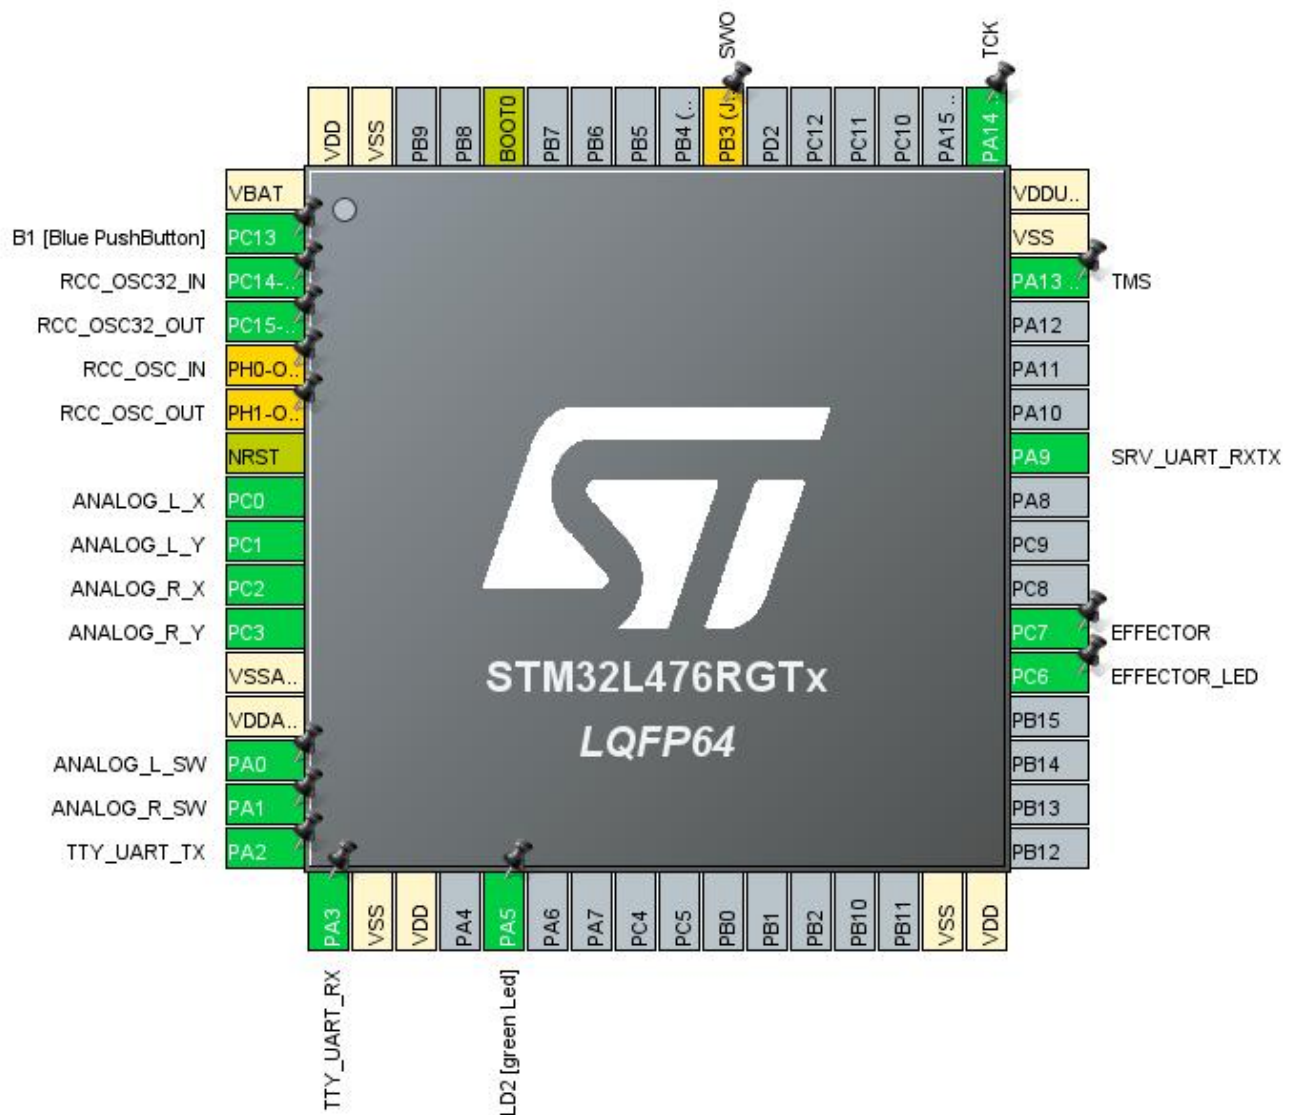 SWO
TCK
VDD
VSS
PB9
PB8
BOOT0
PB7
PB6
PB5
PB4 (..
PB3 (J..
PD2
PC12
PC11
PC10
PA15 ..
PA14 ..
VBAT
VDDU..
B1 [Blue PushButton]
PC13
VSS
RCC_OSC32_IN
PC14-..
PA13 ..
TMS
RCC_OSC32_OUT
PC15-..
PA12
RCC_OSC_IN
PH0-O..
PA11
RCC_OSC_OUT
PH1-O..
PA10
NRST
PA9
SRV_UART_RXTX
ANALOG_L_X
PC0
PA8
ANALOG_L_Y
PC1
PC9
ANALOG_R_X
PC2
PC8
ANALOG_R_Y
PC3
PC7
EFFECTOR
VSSA..
PC6
EFFECTOR_LED
VDDA..
PB15
ANALOG_L_SW
PA0
PB14
ANALOG_R_SW
PA1
PB13
TTY_UART_TX
PA2
PB12
ST
STM32L476RGTx
LQFP64
PA3
VSS
VDD
PA4
PA5
PA6
PA7
PC4
PC5
PB0
PB1
PB2
PB10
PB11
VSS
VDD
TTY_UART_RX
LD2 [green Led]